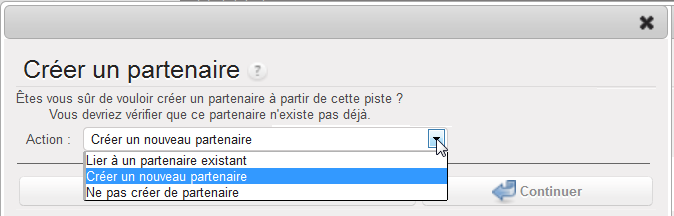 Créer un partenaire ?
Êtes vous sûr de vouloir créer un partenaire à partir de cette piste ?
Vous devriez vérifier que ce partenaire n'existe pas déjà.
Action : Créer un nouveau partenaire
Lier à un partenaire existant
Créer un nouveau partenaire
Ne pas créer de partenaire
Continuer